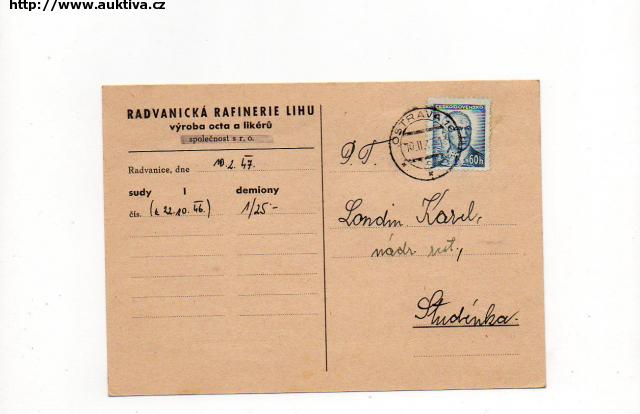 http://www.auktiva.cz
RADVANICKÁ RAFINERIE LIHU
výroba octa a likérů
společnost s r. o.
Radvanice, dne 10.2.47.
sudy I demiony
čís. (z 22.10.46.) 1/25.-
OSTRAVA
ČESKOSLOVENSKO
60h
P. T.
Londin Karel,
nádr. rest.,
Studénka.